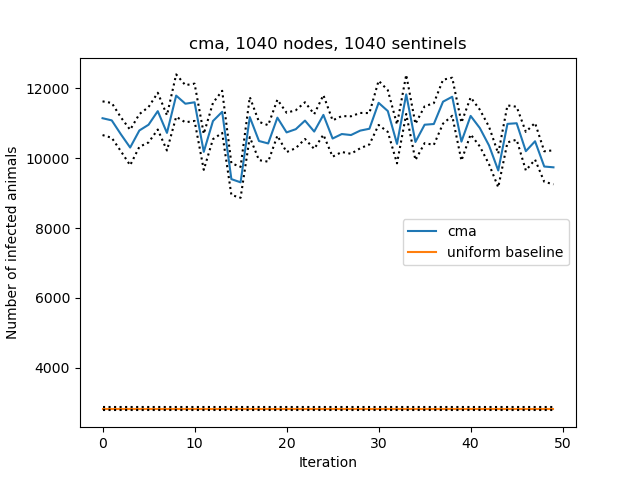 cma, 1040 nodes, 1040 sentinels
12000
10000
8000
6000
4000
Number of infected animals
cma
uniform baseline
0
10
20
30
40
50
Iteration